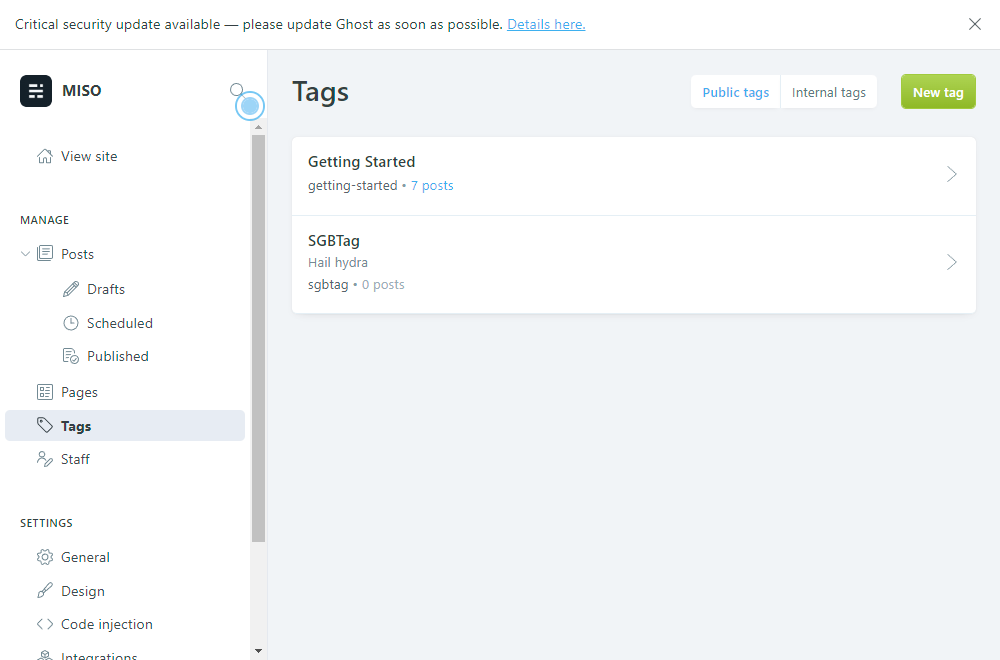 Critical security update available — please update Ghost as soon as possible. Details here.
MISO
View site
MANAGE
Posts
Drafts
Scheduled
Published
Pages
Tags
Staff
SETTINGS
General
Design
Code injection
Integrations
Tags
Public tags
Internal tags
New tag
Getting Started
getting-started • 7 posts
SGBTag
Hail hydra
sgbtag • 0 posts